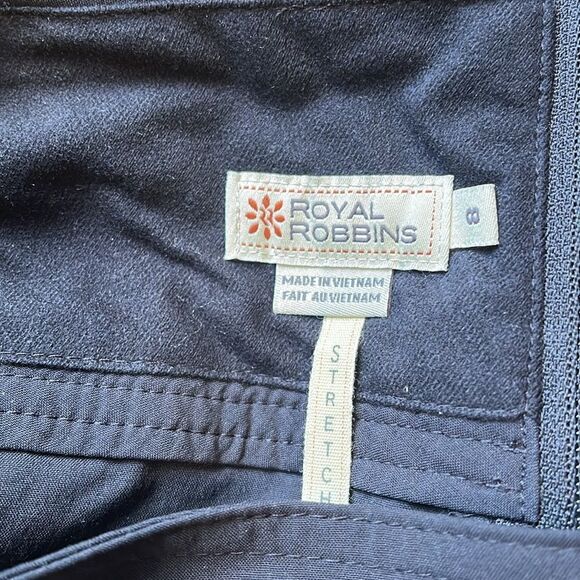 ROYAL
ROBBINS
8
MADE IN VIETNAM
FAIT AU VIETNAM
STRETCH